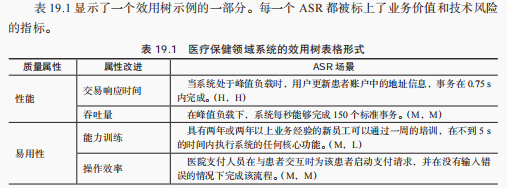 表 19.1 显示了一个效用树示例的一部分。每一个 ASR 都被标上了业务价值和技术风险
的指标。
表 19.1 医疗保健领域系统的效用树表格形式
质量属性 属性改进 ASR 场景
性能
交易响应时间
当系统处于峰值负载时，用户更新患者账户中的地址信息，事务在 0.75 s
内完成。(H，H)
吞吐量 在峰值负载下，系统每秒能够完成 150 个标准事务。(M，M)
易用性
能力训练
具有两年或两年以上业务经验的新员工可以通过一周的培训，在不到 5 s
的时间内执行系统的任何核心功能。(M，L)
操作效率
医院支付人员在与患者交互时为该患者启动支付请求，并在没有输入错
误的情况下完成该流程。(M，M)